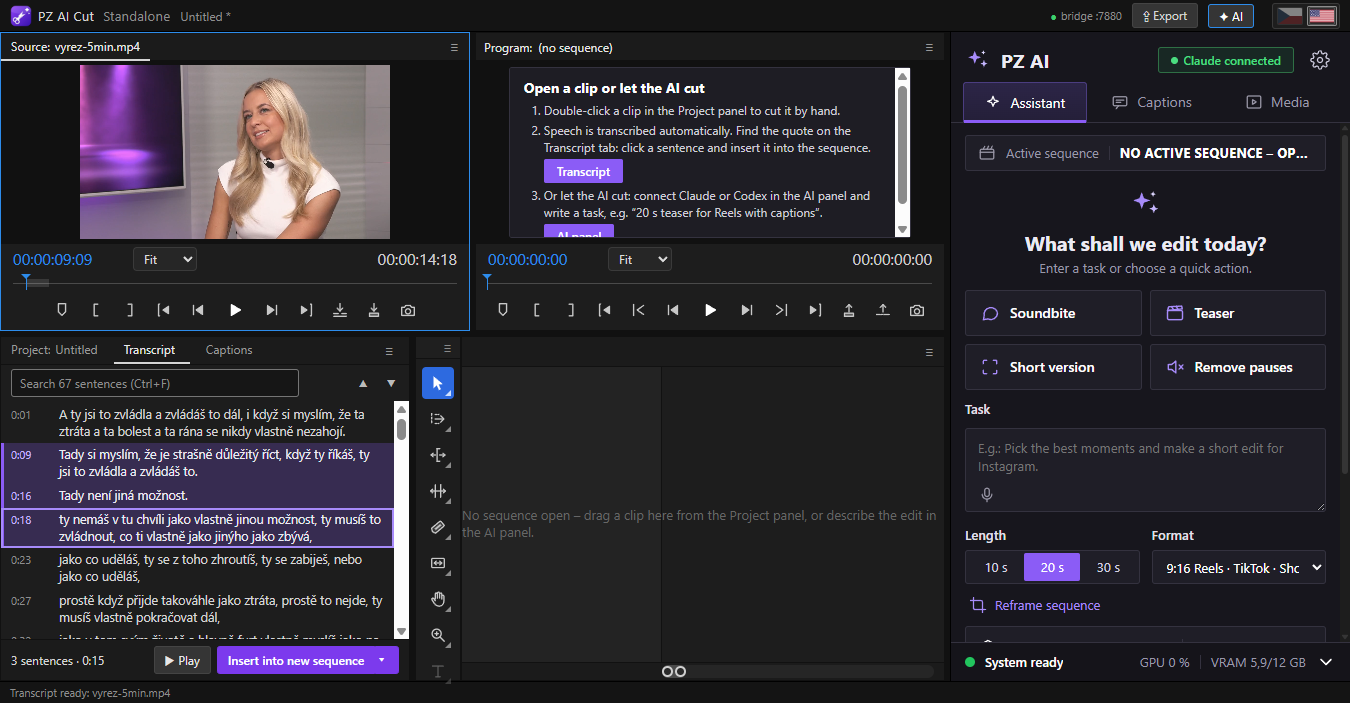 PZ AI Cut Standalone Untitled *
bridge :7880
Export
AI
Source: vyrez-5min.mp4
00:00:09:09
Fit
00:00:14:18
Program: (no sequence)
Open a clip or let the AI cut
1. Double-click a clip in the Project panel to cut it by hand.
2. Speech is transcribed automatically. Find the quote on the
Transcript tab: click a sentence and insert it into the sequence.
Transcript
3. Or let the AI cut: connect Claude or Codex in the AI panel and
write a task, e.g. “20 s teaser for Reels with captions”.
AI panel
00:00:00:00
Fit
00:00:00:00
Project: Untitled
Transcript
Captions
Search 67 sentences (Ctrl+F)
0:01 A ty jsi to zvládla a zvládáš to dál, i když si myslím, že ta
ztráta a ta bolest a ta rána se nikdy vlastně nezahojí.
0:09 Tady si myslím, že je strašně důležitý říct, když ty říkáš, ty
jsi to zvládla a zvládáš to.
0:16 Tady není jiná možnost.
0:18 ty nemáš v tu chvíli jako vlastně jinou možnost, ty musíš to
zvládnout, co ti vlastně jako jinýho jako zbývá,
0:23 jako co uděláš, ty se z toho zhroutíš, ty se zabiješ, nebo
jako co uděláš,
0:27 prostě když přijde takováhle jako ztráta, prostě to nejde, ty
musíš vlastně pokračovat dál,
3 sentences · 0:15
Play
Insert into new sequence
Transcript ready: vyrez-5min.mp4
No sequence open – drag a clip here from the Project panel, or describe the edit in
the AI panel.
PZ AI
Claude connected
Assistant
Captions
Media
Active sequence
NO ACTIVE SEQUENCE – OP...
What shall we edit today?
Enter a task or choose a quick action.
Soundbite
Teaser
Short version
Remove pauses
Task
E.g.: Pick the best moments and make a short edit for
Instagram.
Length
10 s
20 s
30 s
Format
9:16 Reels · TikTok · Shc
Reframe sequence
System ready
GPU 0 %
VRAM 5,9/12 GB